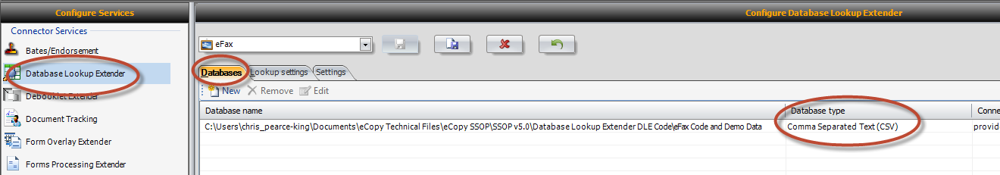 Configure Services
Configure Database Lookup Extender
Connector Services
Bates/Endorsement
Database Lookup Extender
Debooklet Extender
Document Tracking
Form Overlay Extender
Forms Processing Extender
eFax
Databases Lookup settings Settings
New Remove Edit
Database name Database type Conne
C:\Users\chris_pearce-king\Documents\eCopy Technical Files\eCopy SSOP\SSOP v5.0\Database Lookup Extender DLE Code\eFax Code and Demo Data Comma Separated Text (CSV) provid